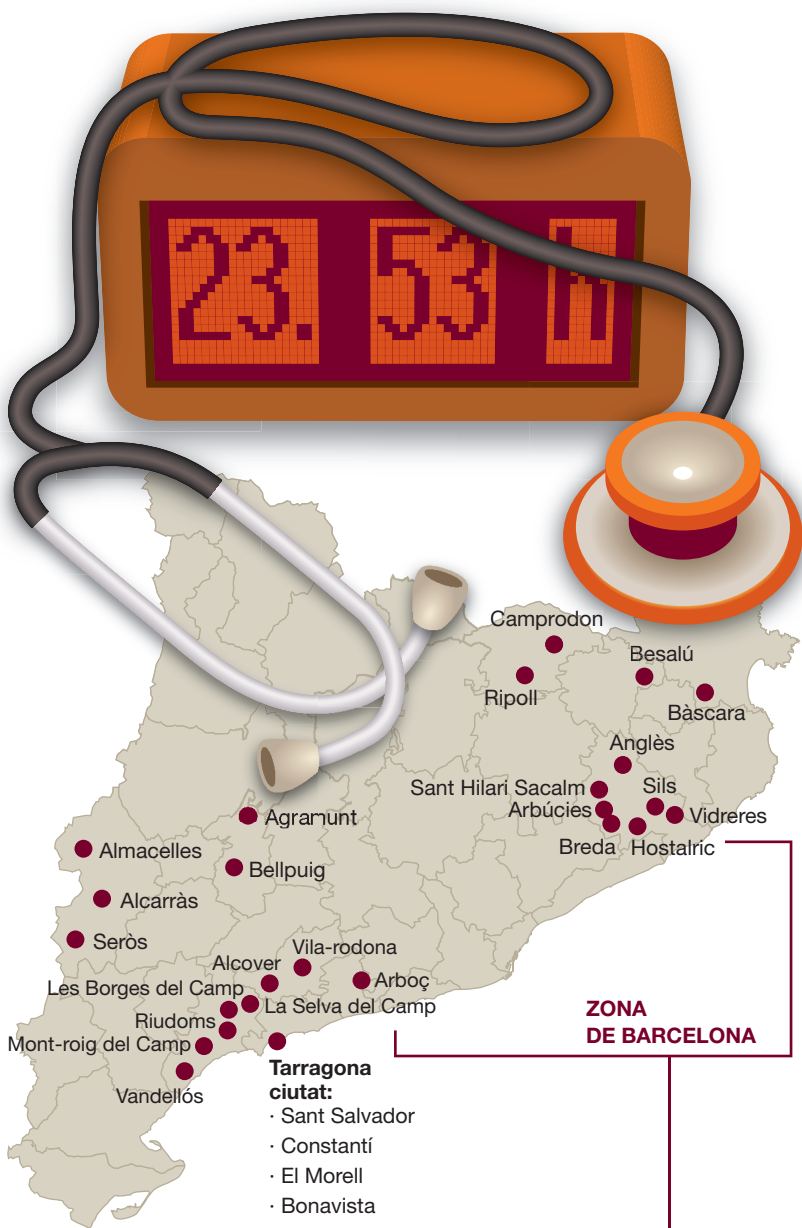 23. 53 h
Camprodon
Besalú
Ripoll
Bàscara
Anglès
Sant Hilari Sacalm
Sils
Arbúcies
Vidreres
Breda
Hostalric
Agramunt
Almacelles
Bellpuig
Alcarràs
Seròs
Vila-rodona
Alcover
Arboç
Les Borges del Camp
La Selva del Camp
Riudoms
Mont-roig del Camp
Vandellós
ZONA
DE BARCELONA
Tarragona
ciutat:
· Sant Salvador
· Constantí
· El Morell
· Bonavista